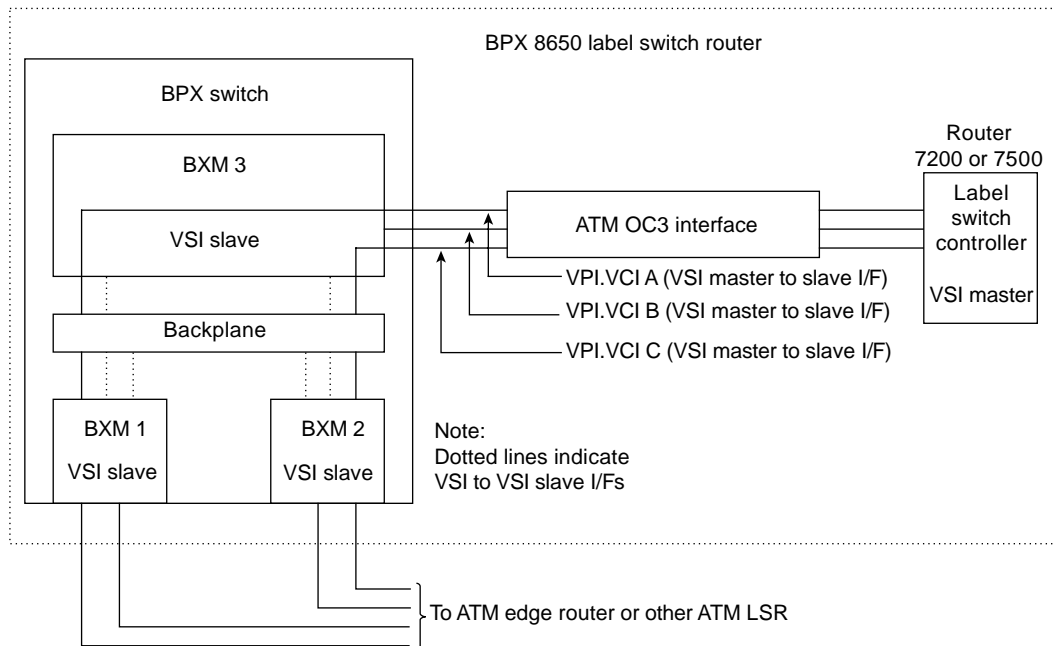 BPX 8650 label switch router
BPX switch
BXM 3
VSI slave
Backplane
BXM 1
VSI slave
BXM 2
VSI slave
ATM OC3 interface
Router
7200 or 7500
Label
switch
controller
VSI master
VPI.VCI A (VSI master to slave I/F)
VPI.VCI B (VSI master to slave I/F)
VPI.VCI C (VSI master to slave I/F)
Note:
Dotted lines indicate
VSI to VSI slave I/Fs
To ATM edge router or other ATM LSR